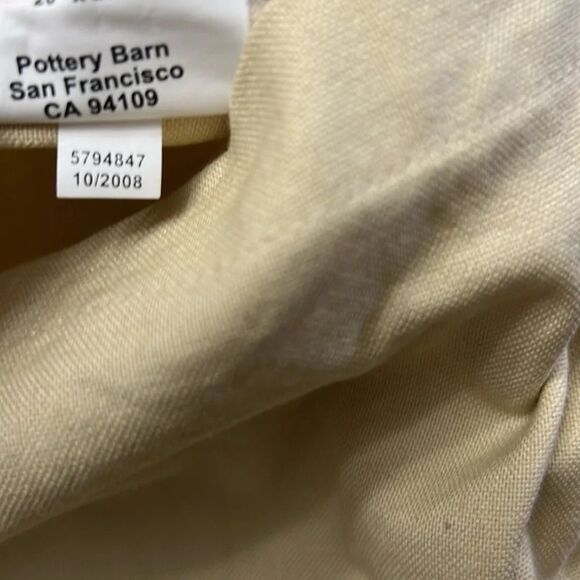 Pottery Barn
San Francisco
CA 94109
5794847
10/2008